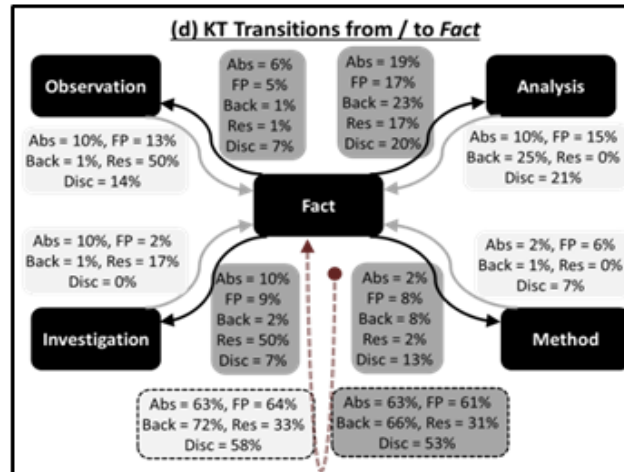 (d) KT Transitions from / to Fact
Observation
Abs = 6%
FP = 5%
Back = 1%
Res = 1%
Disc = 7%
Abs = 19%
FP = 17%
Back = 23%
Res = 17%
Disc = 20%
Analysis
Abs = 10%, FP = 13%
Back = 1%, Res = 50%
Disc = 14%
Abs = 10%, FP = 15%
Back = 25%, Res = 0%
Disc = 21%
Fact
Abs = 10%, FP = 2%
Back = 1%, Res = 17%
Disc = 0%
Abs = 2%, FP = 6%
Back = 1%, Res = 0%
Disc = 7%
Investigation
Abs = 10%
FP = 9%
Back = 2%
Res = 50%
Disc = 7%
Abs = 2%
FP = 8%
Back = 8%
Res = 2%
Disc = 13%
Method
Abs = 63%, FP = 64%
Back = 72%, Res = 33%
Disc = 58%
Abs = 63%, FP = 61%
Back = 66%, Res = 31%
Disc = 53%